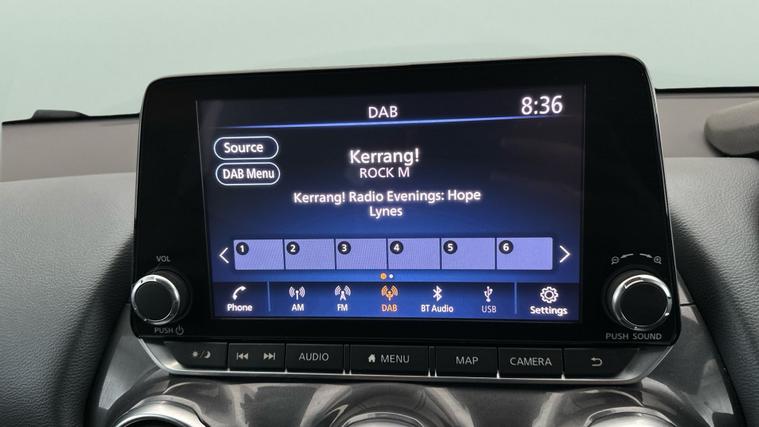 DAB
8:36
Source
DAB Menu
Kerrang!
ROCK M
Kerrang! Radio Evenings: Hope
Lynes
1 2 3 4 5 6
Phone AM FM DAB BT Audio USB Settings
VOL
PUSH
PUSH SOUND
AUDIO MENU MAP CAMERA